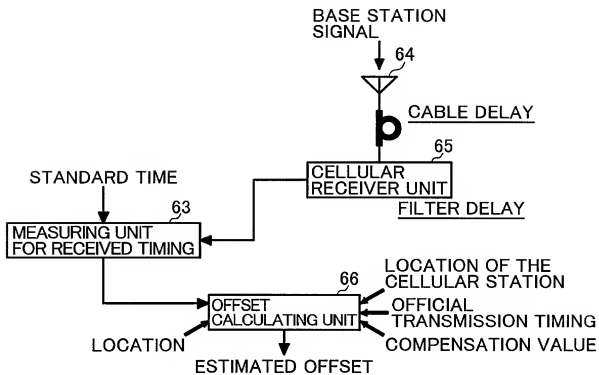 BASE STATION
SIGNAL
64
CABLE DELAY
65
CELLULAR
RECEIVER UNIT
FILTER DELAY
STANDARD TIME
63
MEASURING UNIT
FOR RECEIVED TIMING
LOCATION OF THE
CELLULAR STATION
66
OFFSET
CALCULATING UNIT
OFFICIAL
TRANSMISSION TIMING
LOCATION
COMPENSATION VALUE
ESTIMATED OFFSET